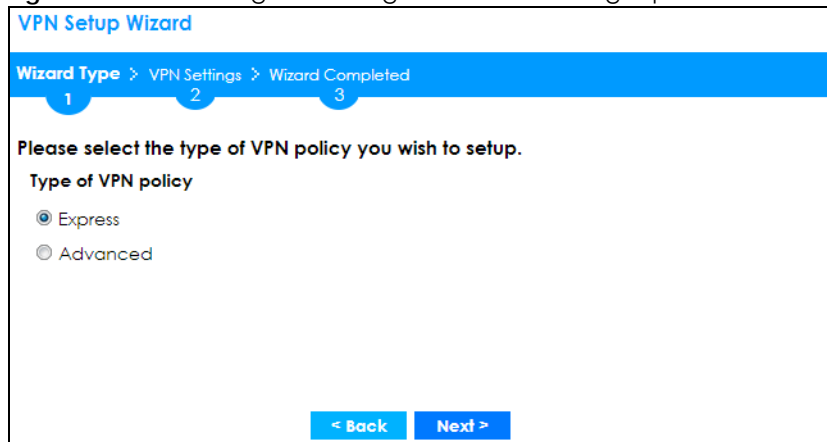 VPN Setup Wizard
Wizard Type > VPN Settings > Wizard Completed
1 2 3
Please select the type of VPN policy you wish to setup.
Type of VPN policy
Express
Advanced
< Back Next >